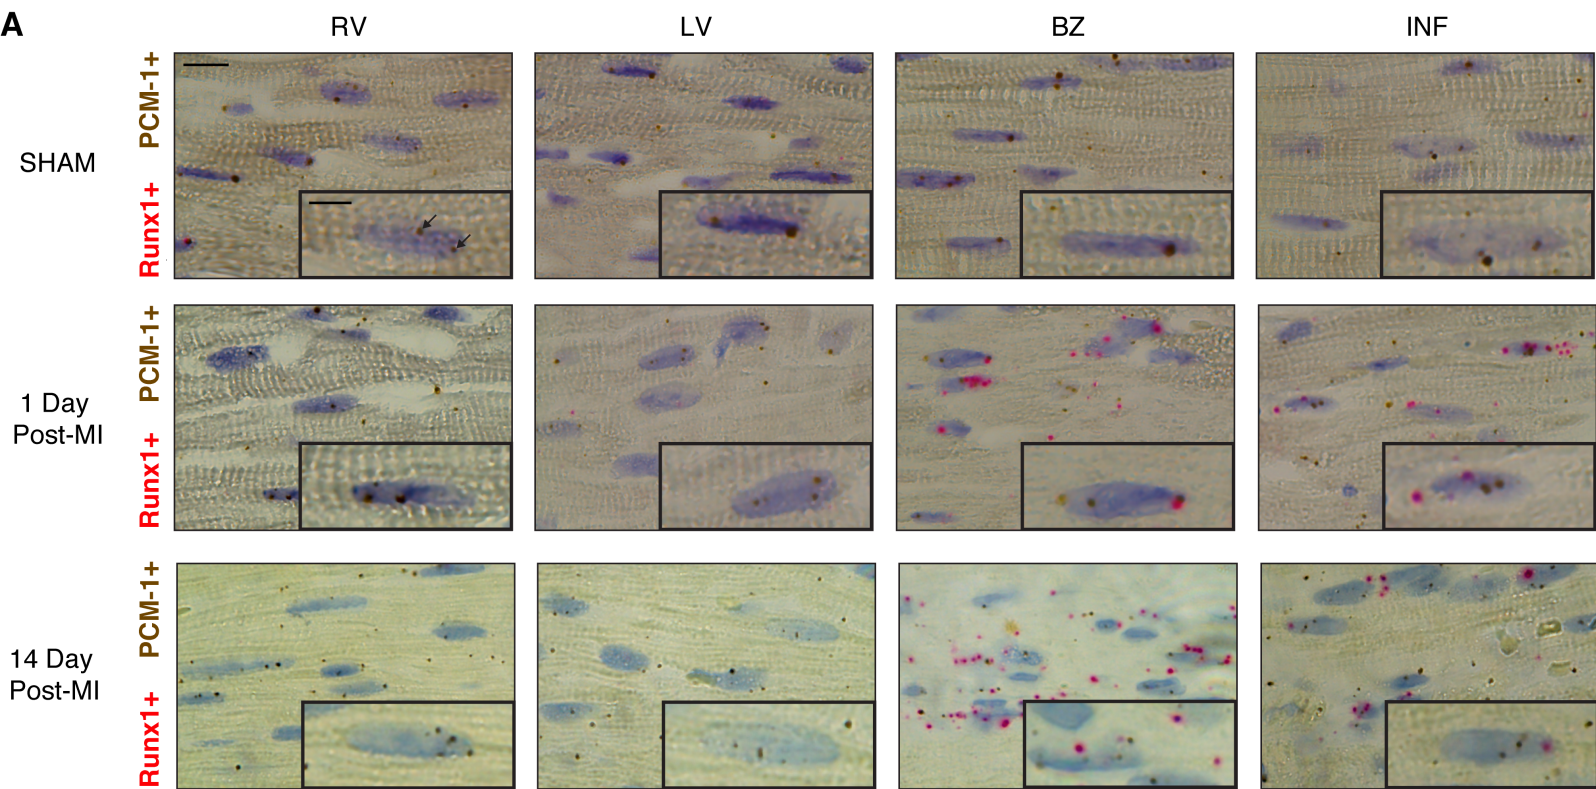 A
RV LV BZ INF
SHAM
PCM-1+
Runx1+
1 Day
Post-MI
PCM-1+
Runx1+
14 Day
Post-MI
PCM-1+
Runx1+